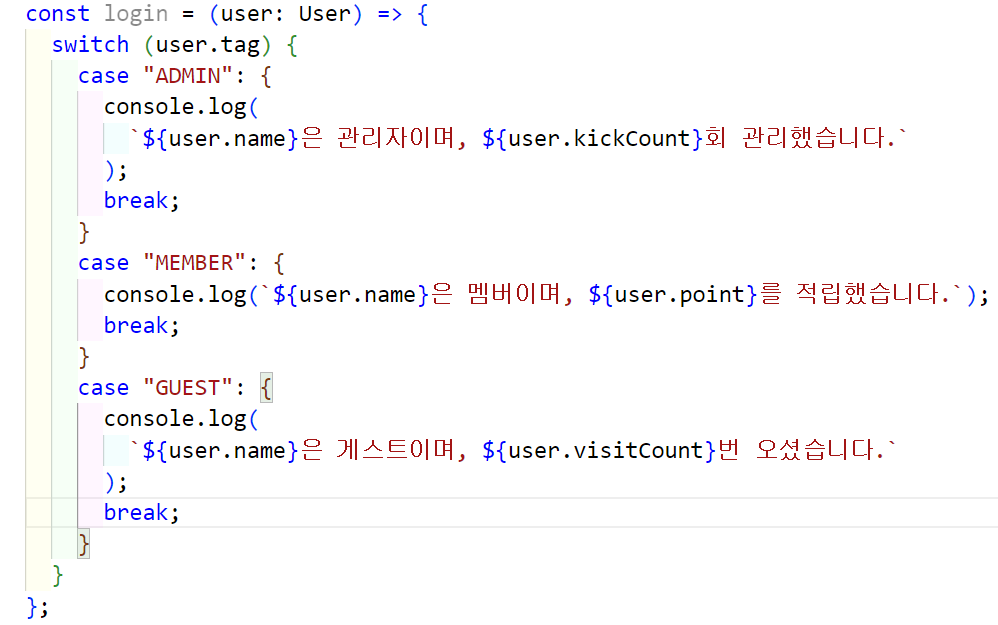 const login = (user: User) => {
  switch (user.tag) {
    case "ADMIN": {
      console.log(
        `${user.name}은 관리자이며, ${user.kickCount}회 관리했습니다.`
      );
      break;
    }
    case "MEMBER": {
      console.log(`${user.name}은 멤버이며, ${user.point}를 적립했습니다.`);
      break;
    }
    case "GUEST": {
      console.log(
        `${user.name}은 게스트이며, ${user.visitCount}번 오셨습니다.`
      );
      break;
    }
  }
};